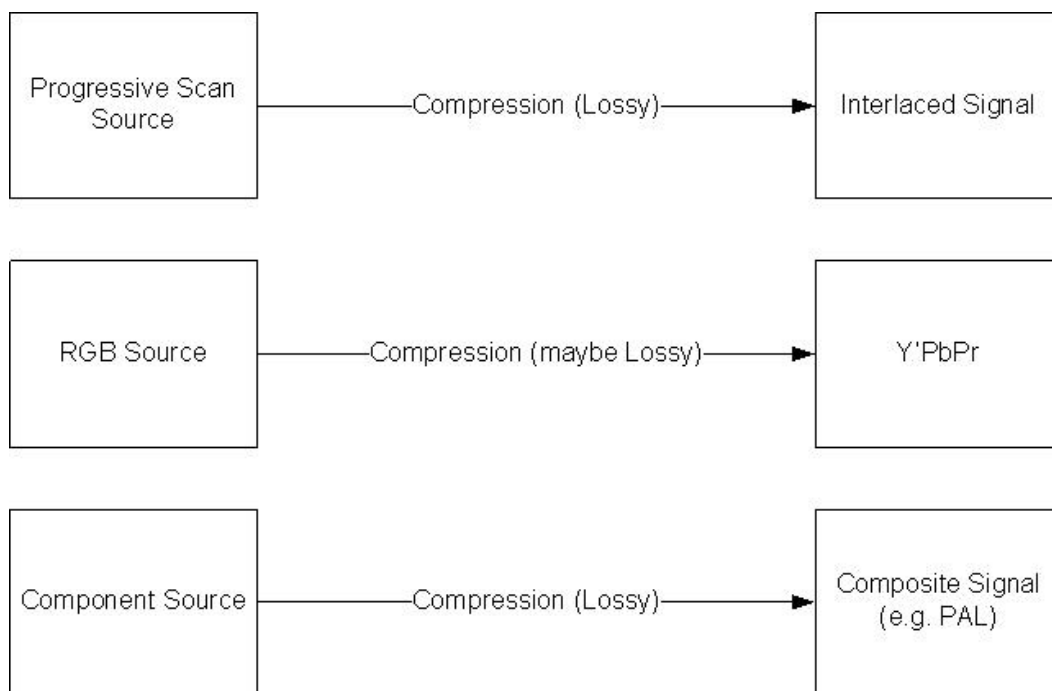 Progressive Scan
Source
Compression (Lossy)
Interlaced Signal
RGB Source
Compression (maybe Lossy)
Y'PbPr
Component Source
Compression (Lossy)
Composite Signal
(e.g. PAL)